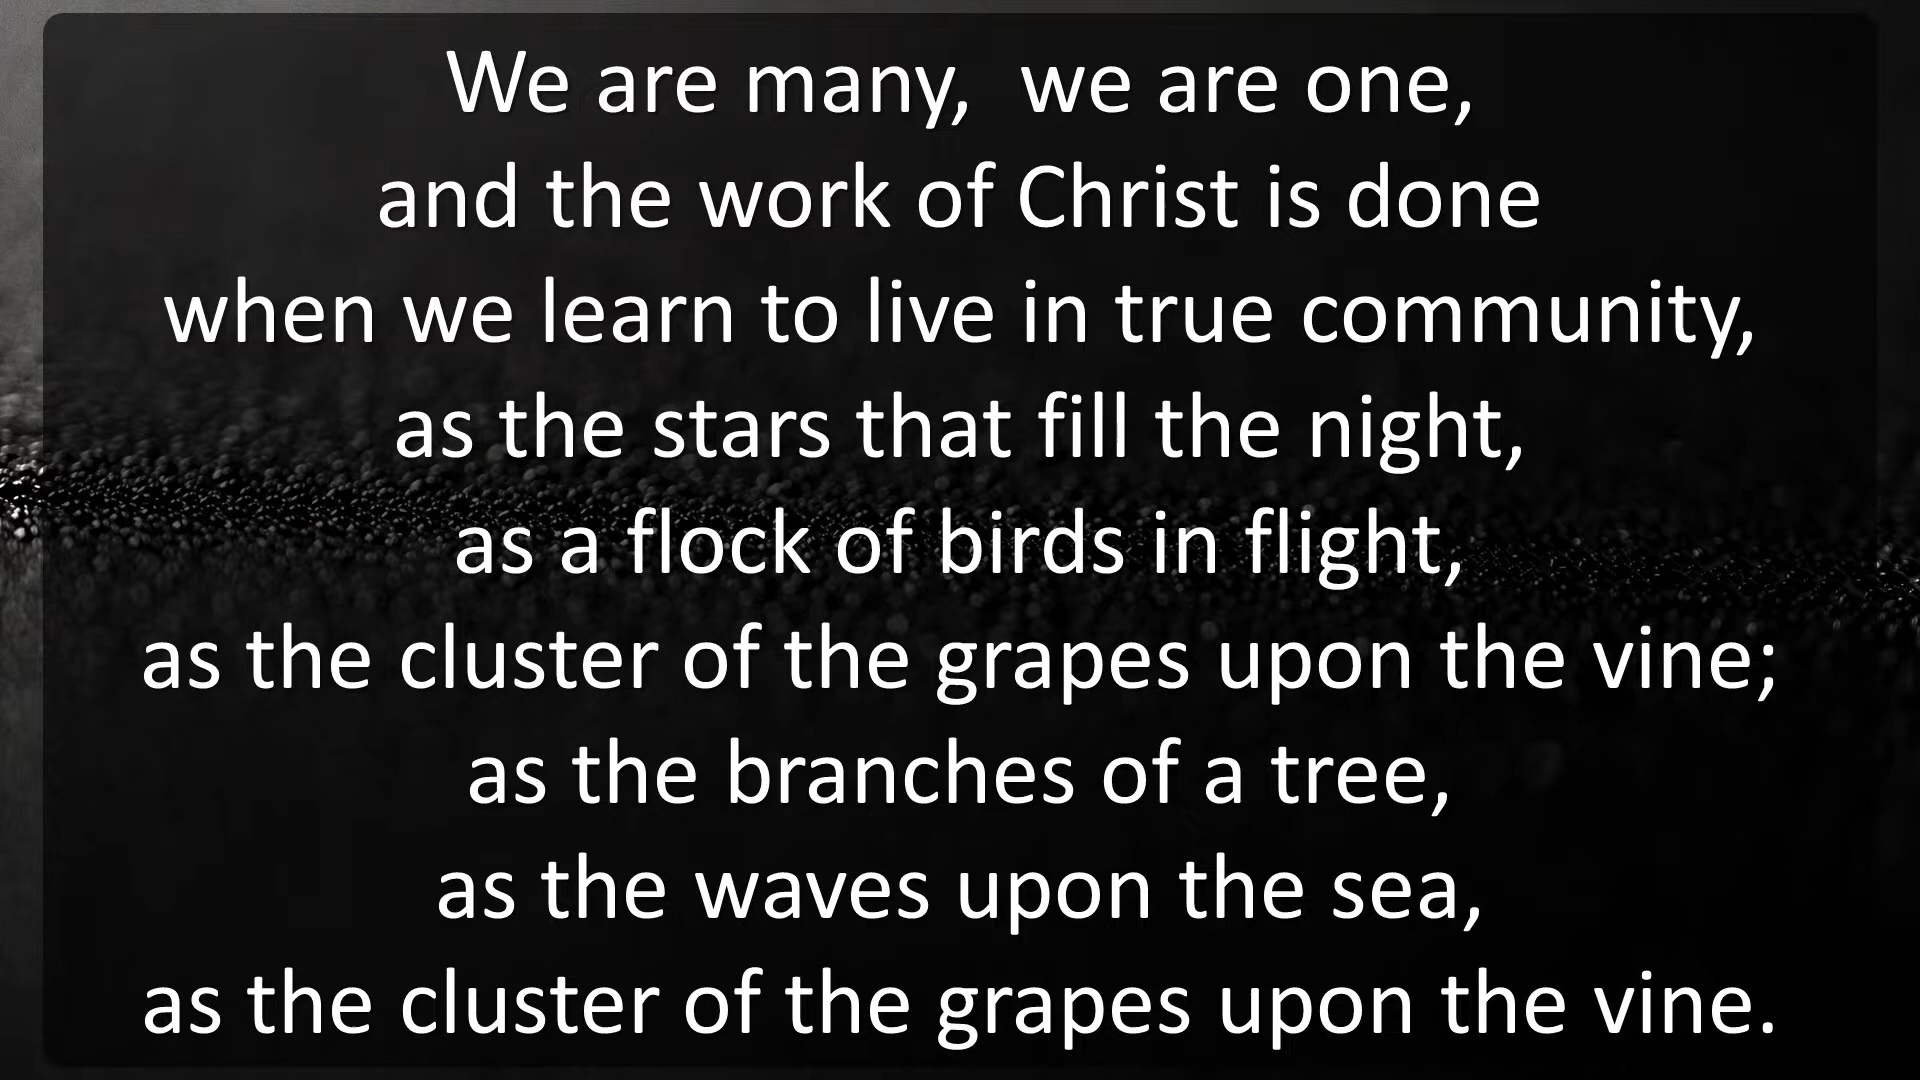 We are many,  we are one,
and the work of Christ is done
when we learn to live in true community,
as the stars that fill the night,
as a flock of birds in flight,
as the cluster of the grapes upon the vine;
as the branches of a tree,
as the waves upon the sea,
as the cluster of the grapes upon the vine.